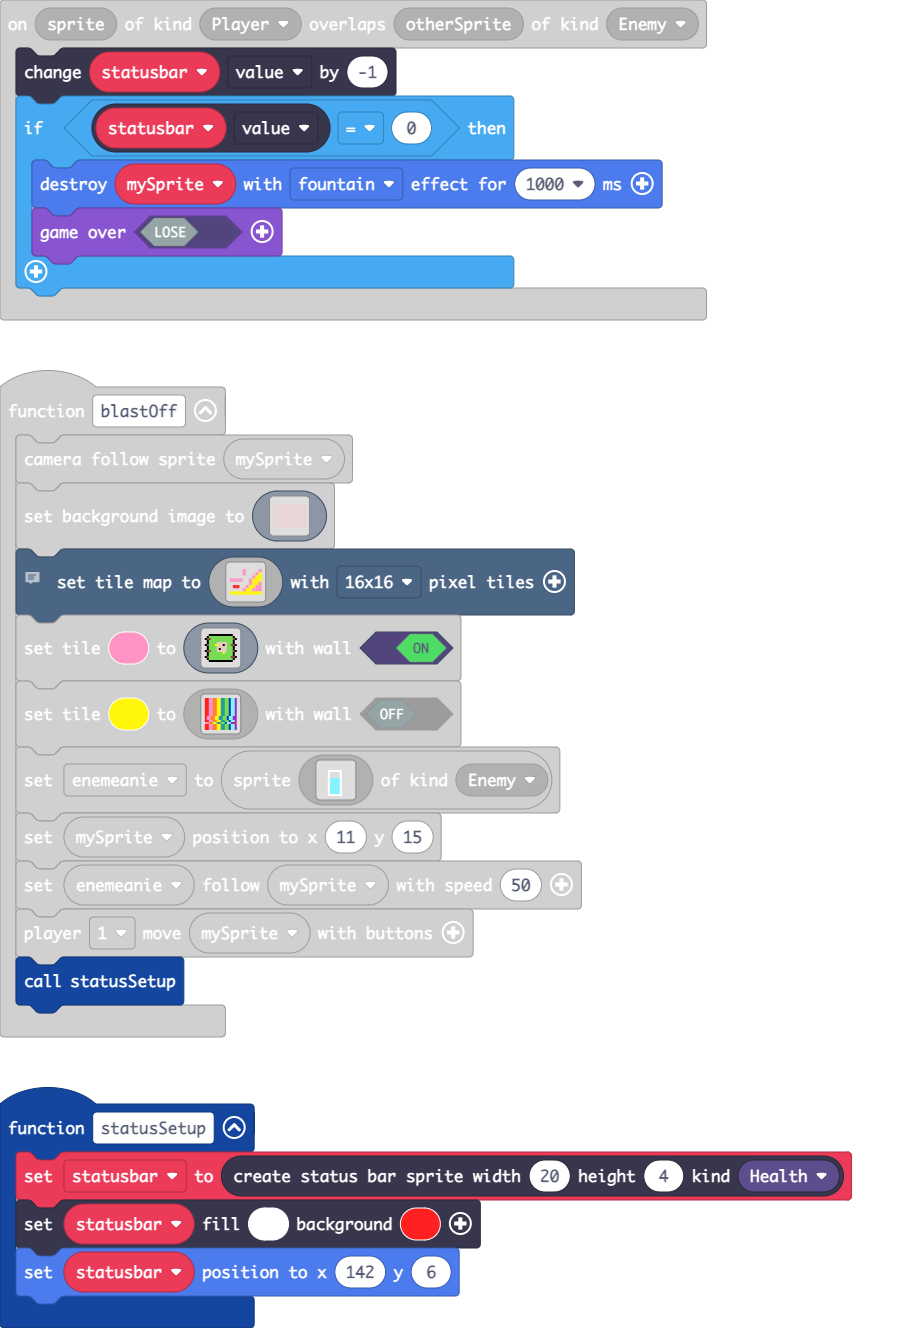 on sprite of kind Player overlaps otherSprite of kind Enemy
change statusbar value by -1
if statusbar value = 0 then
destroy mySprite with fountain effect for 1000 ms
game over LOSE
function blastOff
camera follow sprite mySprite
set background image to
set tile map to with 16x16 pixel tiles
set tile to with wall ON
set tile to with wall OFF
set enemeanie to sprite of kind Enemy
set mySprite position to x 11 y 15
set enemeanie follow mySprite with speed 50
player 1 move mySprite with buttons
call statusSetup
function statusSetup
set statusbar to create status bar sprite width 20 height 4 kind Health
set statusbar fill background
set statusbar position to x 142 y 6